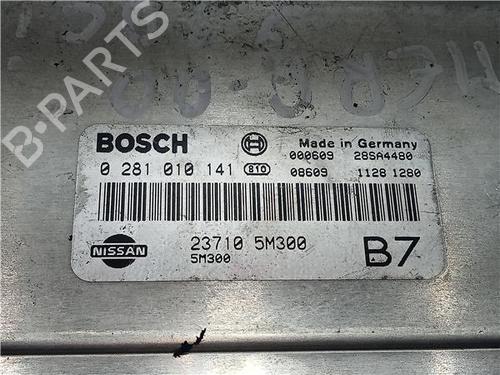 B-PARTS
BOSCH
Made in Germany
000609 28SA4480
0 281 010 141 810 08609 1128 1280
NISSAN
23710 5M300
5M300
B7